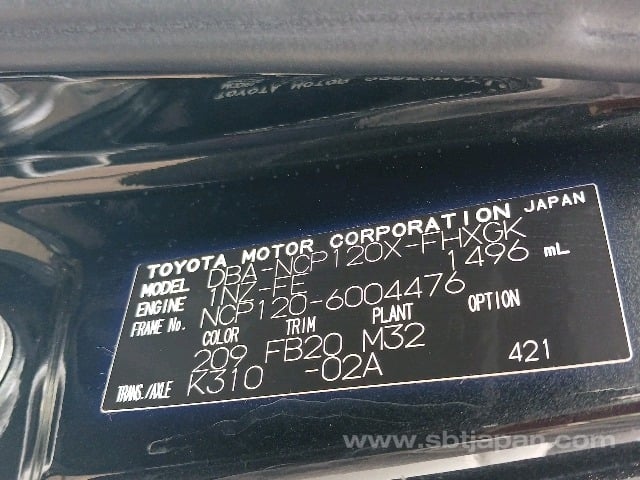 TOYOTA MOTOR CORPORATION JAPAN
MODEL DBA-NCP120X-FHXGK
ENGINE 1NZ-FE 1496 mL
FRAME No. NCP120-6004476
COLOR TRIM PLANT OPTION
209 FB20 M32
TRANS./AXLE K310 -02A 421
www.sbtjapan.com